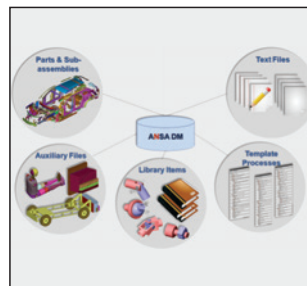 Parts & Sub-
assemblies
Text Files
ANSA DM
Auxiliary Files
Library Items
Template
Processes